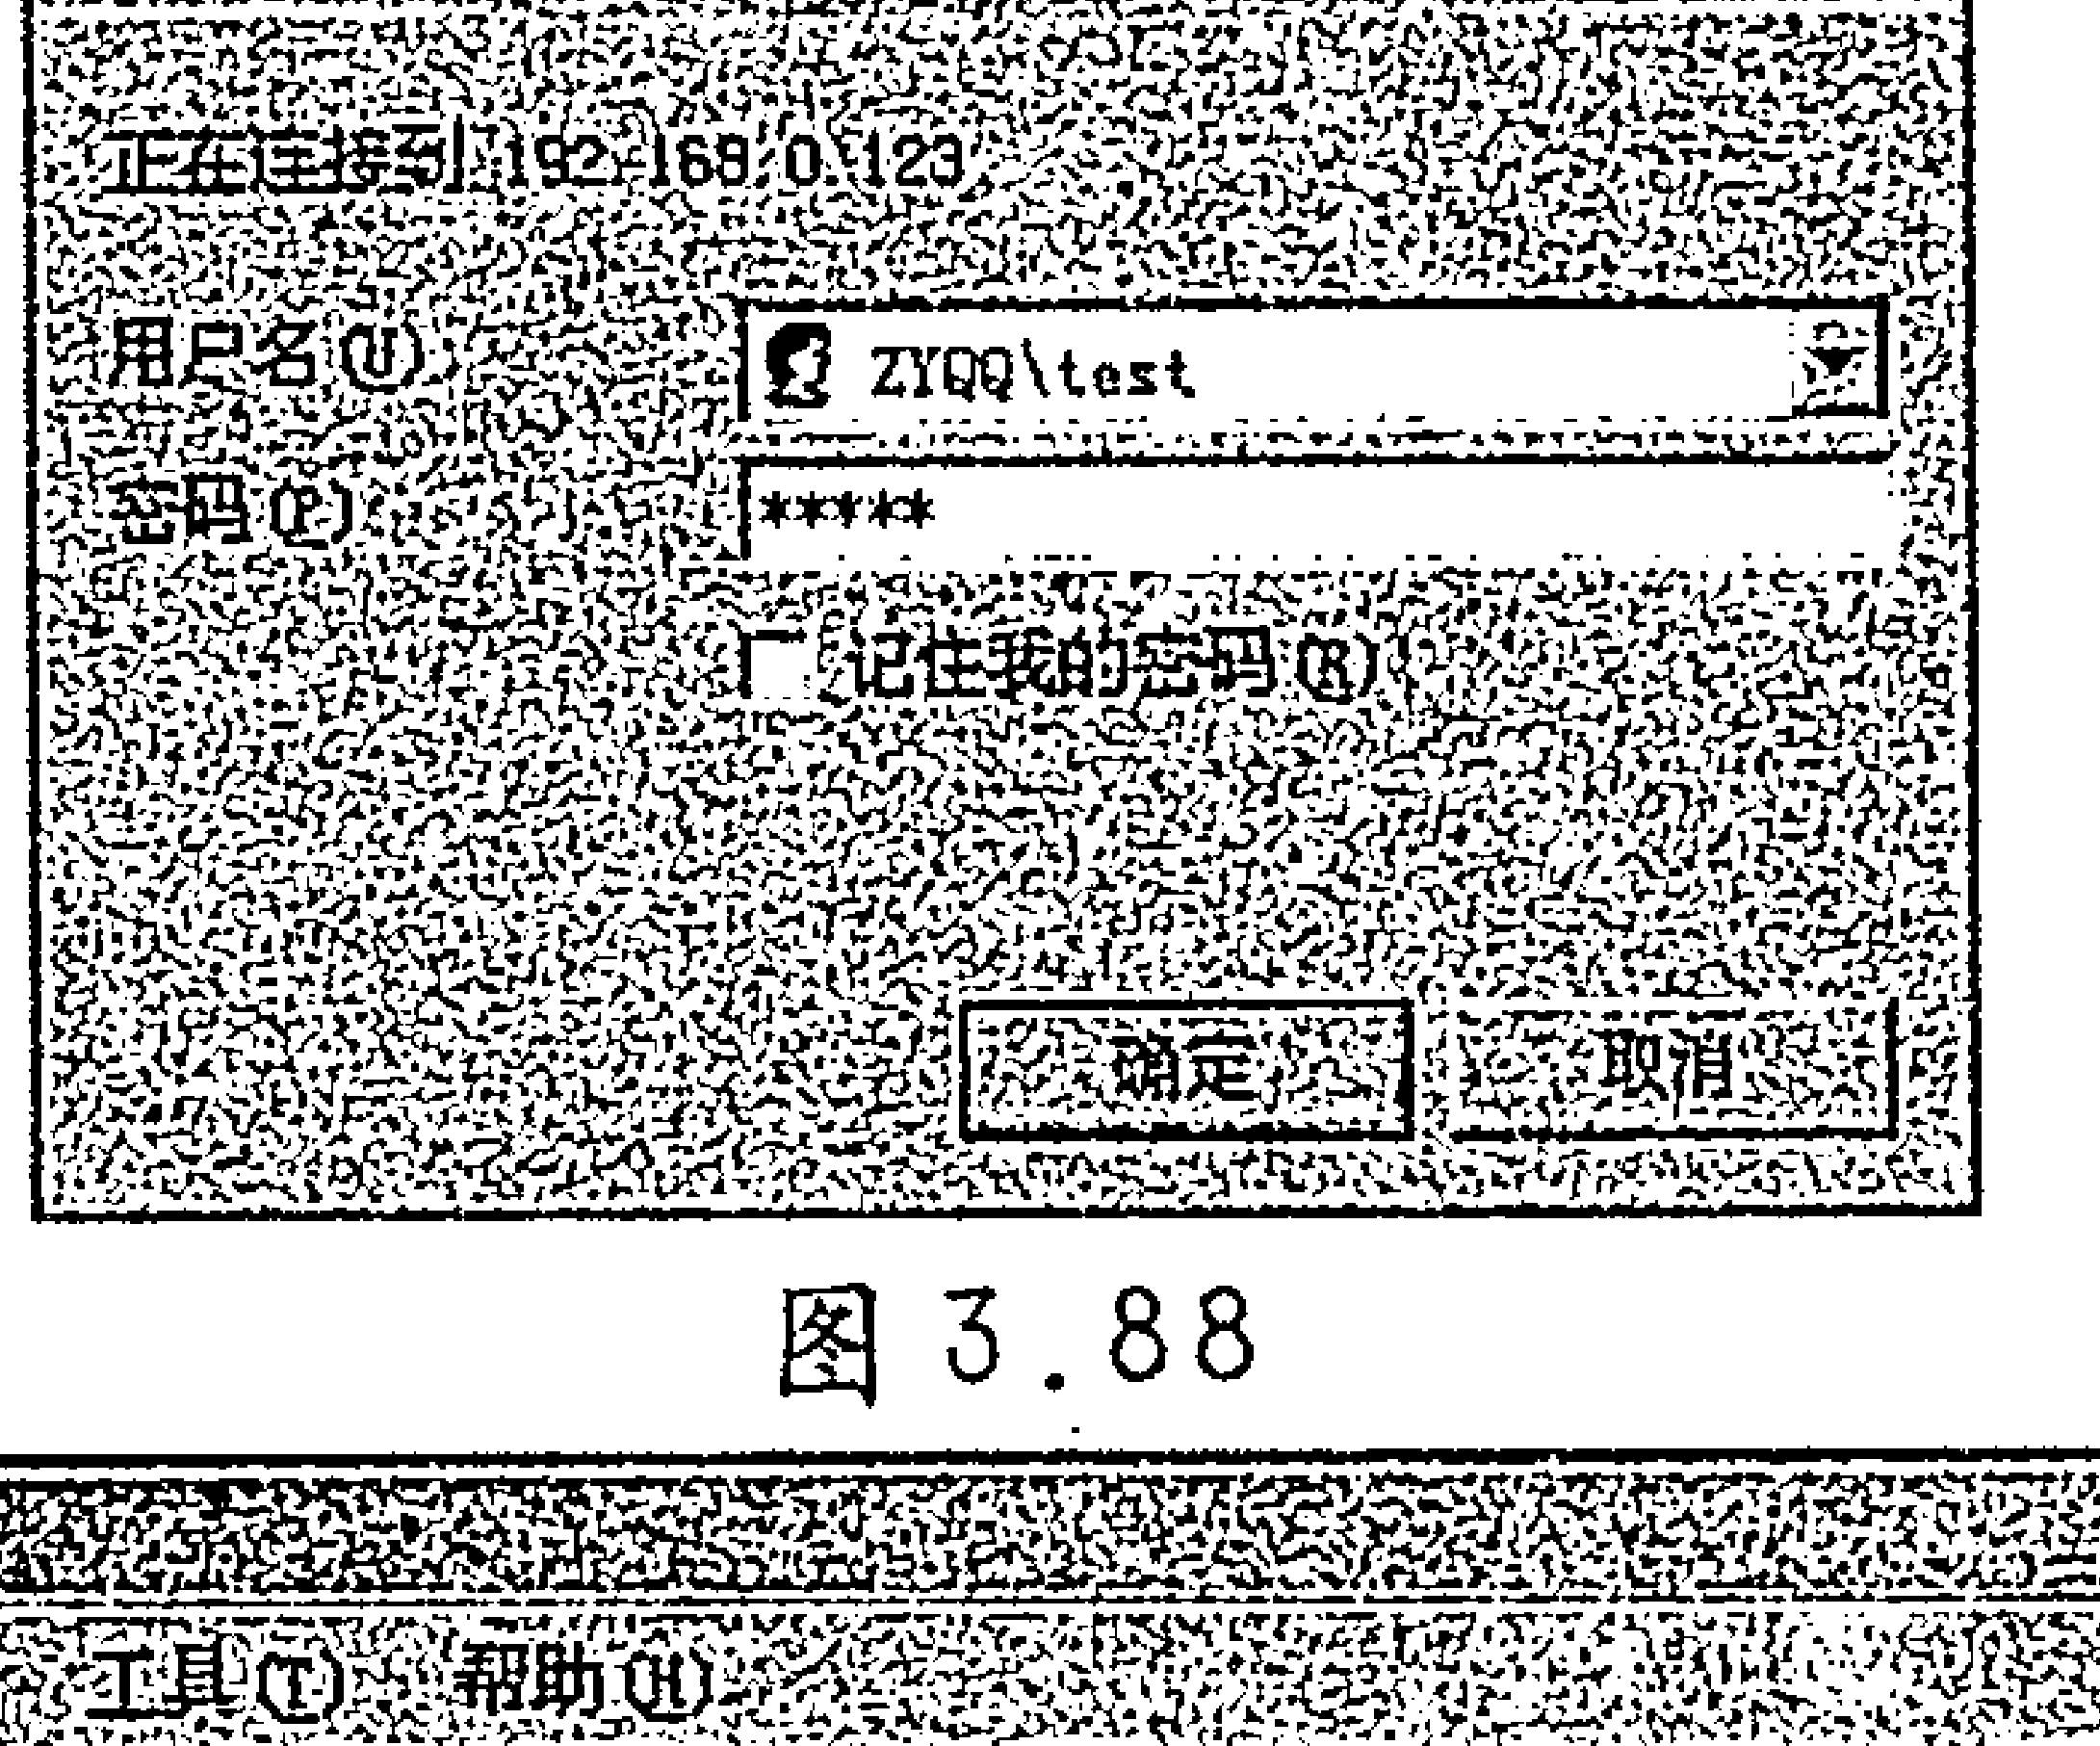 正在连接到 192.168.0.123
用户名(U)
ZYQQ\test
密码(P)
*****
记住我的密码(R)
确定 取消
图 3.88
工具(T) 帮助(H)